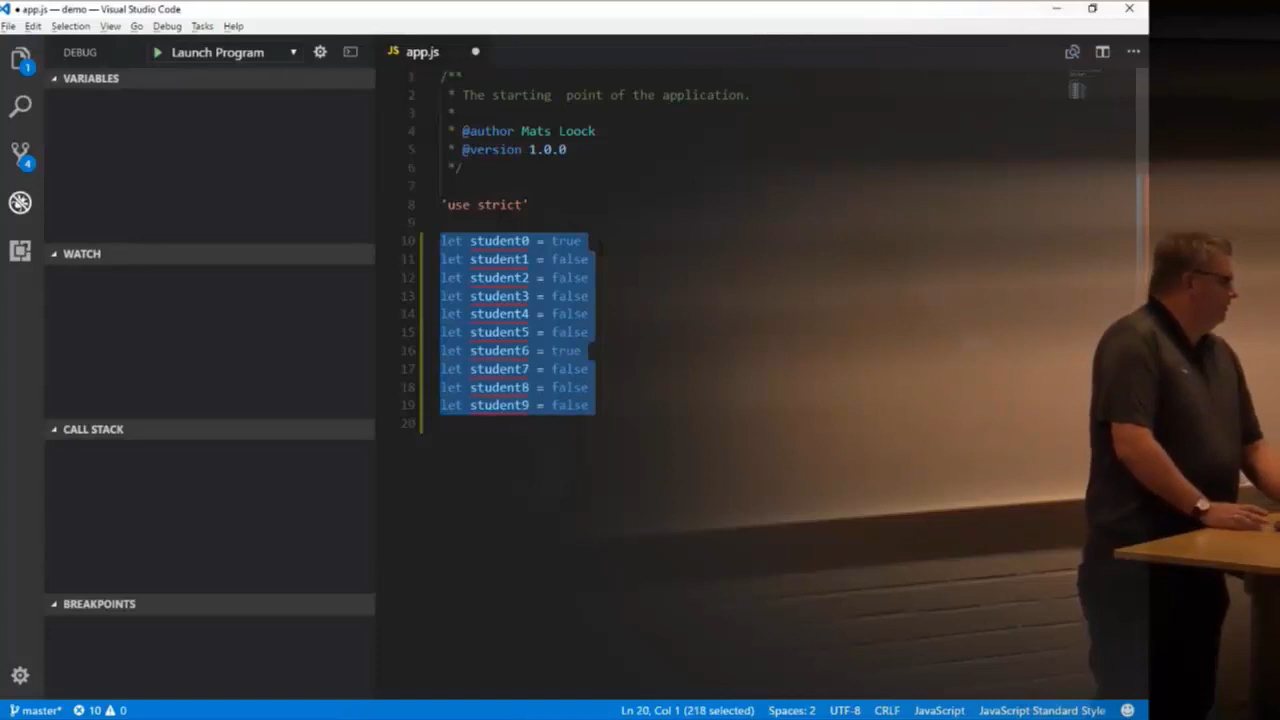 app.js — demo — Visual Studio Code
File Edit Selection View Go Debug Tasks Help
1
4
DEBUG
Launch Program
VARIABLES
WATCH
CALL STACK
BREAKPOINTS
JS app.js
1 /**
2 * The starting  point of the application.
3 *
4 * @author Mats Loock
5 * @version 1.0.0
6 */
7
8 'use strict'
9
10 let student0 = true
11 let student1 = false
12 let student2 = false
13 let student3 = false
14 let student4 = false
15 let student5 = false
16 let student6 = true
17 let student7 = false
18 let student8 = false
19 let student9 = false
20
master* 10 0 Ln 20, Col 1 (218 selected) Spaces: 2 UTF-8 CRLF JavaScript JavaScript Standard Style